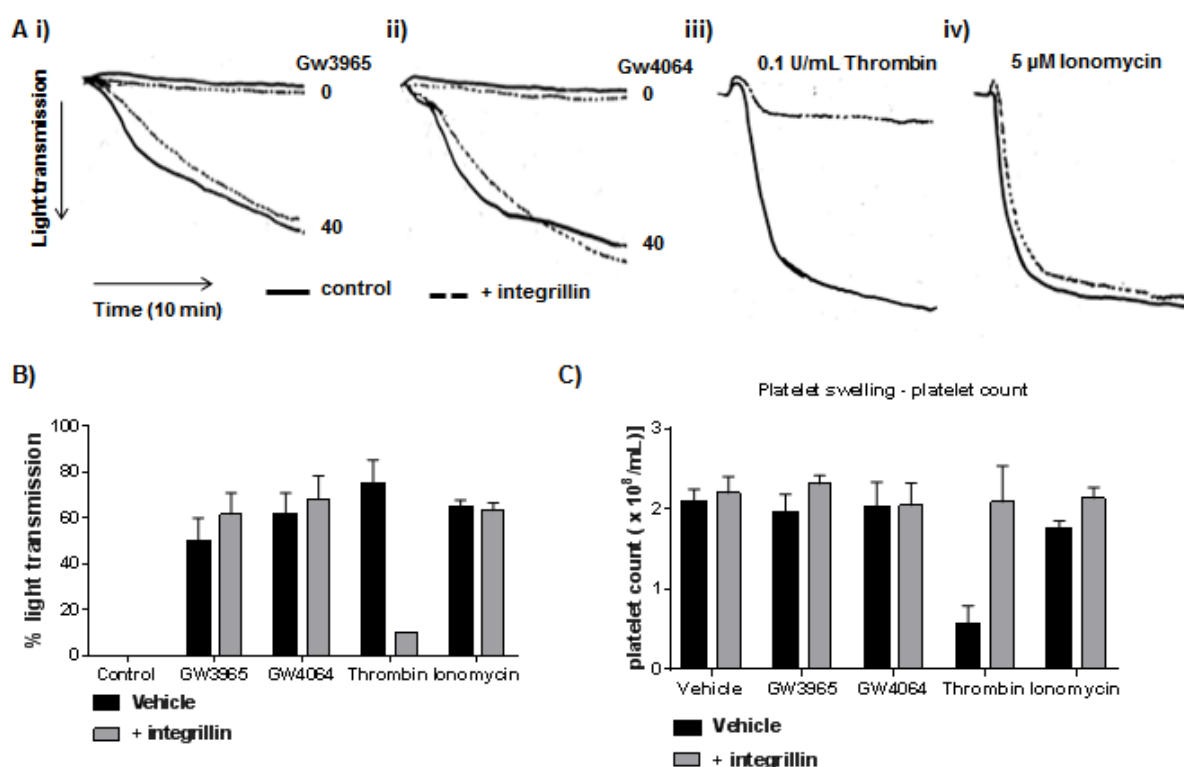 A i)
ii)
iii)
iv)
Gw3965
Gw4064
0.1 U/mL Thrombin
5 µM Ionomycin
0
0
Light transmission
40
40
control
+ integrillin
Time (10 min)
B)
C)
Platelet swelling - platelet count
% light transmission
100
80
60
40
20
0
Control
GW3965
GW4064
Thrombin
Ionomycin
Vehicle
+ integrillin
platelet count ( x 10⁸/mL)]
3
2
1
0
Vehicle
GW3965
GW4064
Thrombin
Ionomycin
Vehicle
+ integrillin